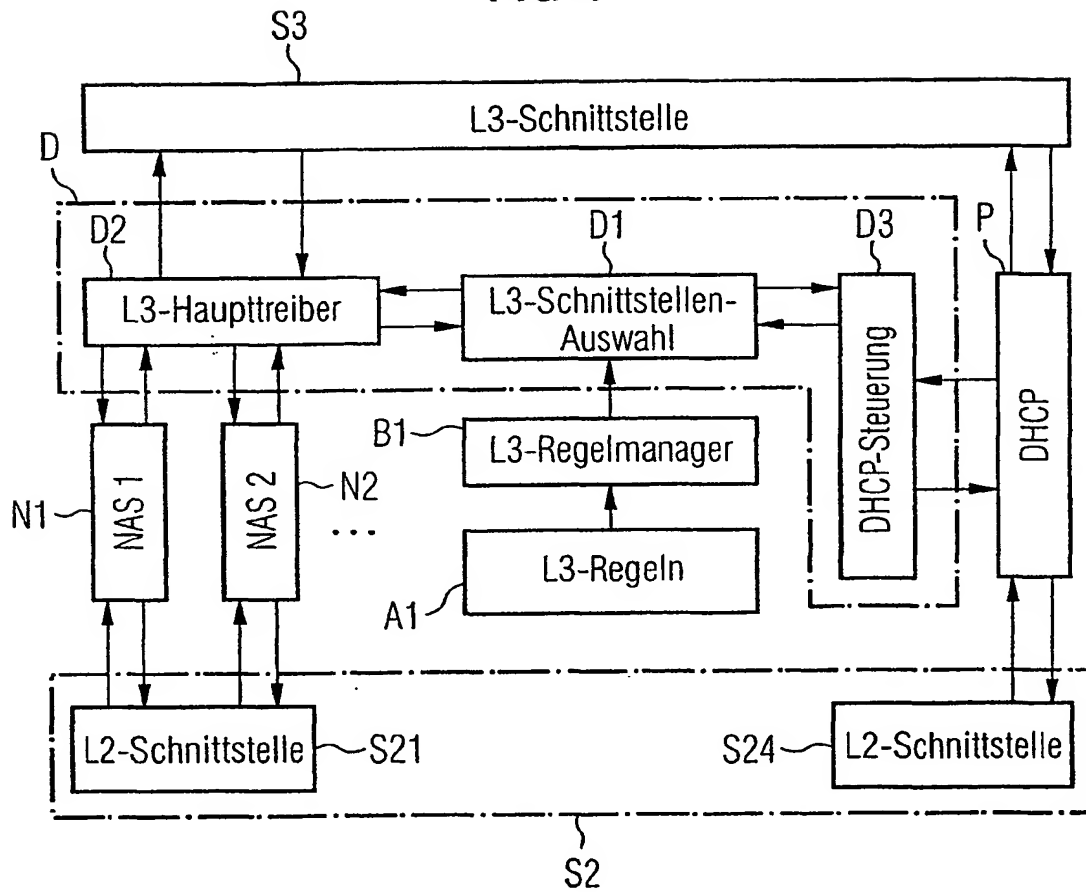 S3
L3-Schnittstelle
D
D2
D1
D3
P
L3-Haupttreiber
L3-Schnittstellen-
Auswahl
DHCP-Steuerung
DHCP
B1
L3-Regelmanager
N1
NAS 1
NAS 2
N2
...
L3-Regeln
A1
L2-Schnittstelle
S21
S24
L2-Schnittstelle
S2